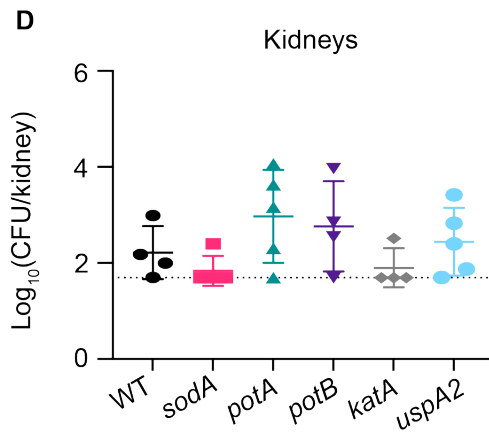 D
Kidneys
Log10(CFU/kidney)
6
4
2
0
WT
sodA
potA
potB
katA
uspA2